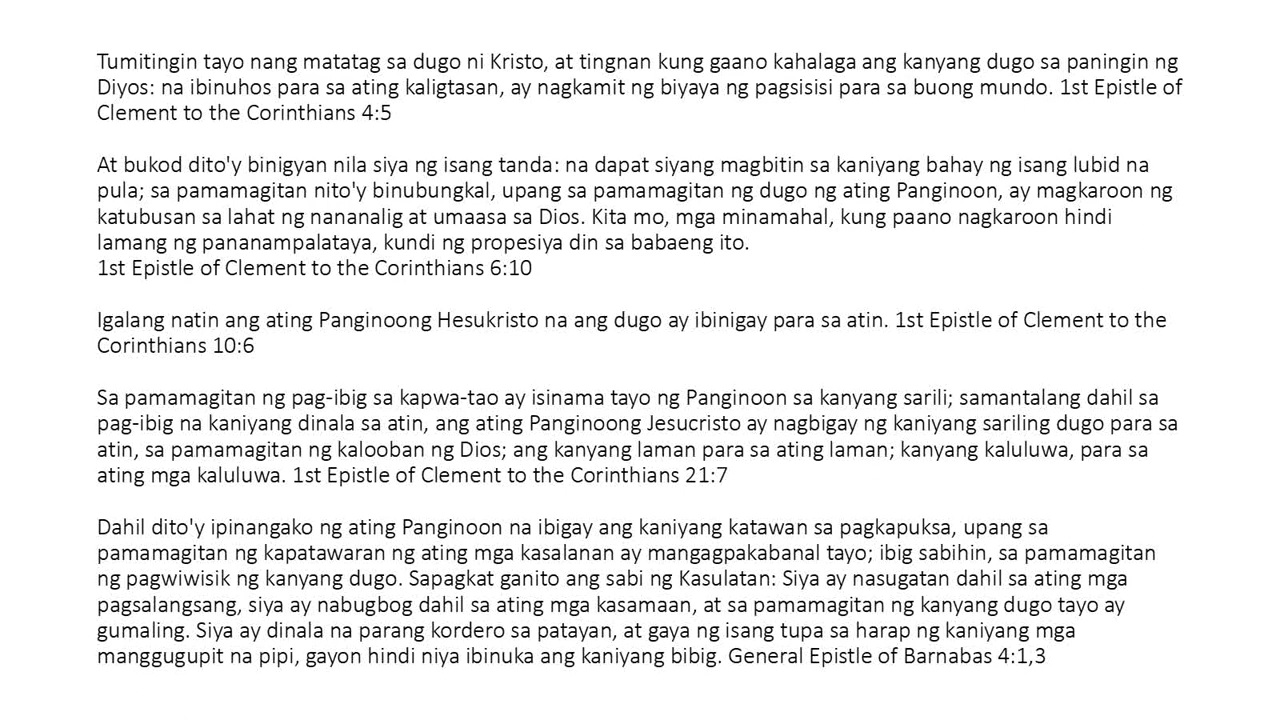 Tumitingin tayo nang matatag sa dugo ni Kristo, at tingnan kung gaano kahalaga ang kanyang dugo sa paningin ng
Diyos: na ibinuhos para sa ating kaligtasan, ay nagkamit ng biyaya ng pagsisisi para sa buong mundo. 1st Epistle of
Clement to the Corinthians 4:5
At bukod dito'y binigyan nila siya ng isang tanda: na dapat siyang magbitin sa kaniyang bahay ng isang lubid na
pula; sa pamamagitan nito'y binubungkal, upang sa pamamagitan ng dugo ng ating Panginoon, ay magkaroon ng
katubusan sa lahat ng nananalig at umaasa sa Dios. Kita mo, mga minamahal, kung paano nagkaroon hindi
lamang ng pananampalataya, kundi ng propesiya din sa babaeng ito.
1st Epistle of Clement to the Corinthians 6:10
Igalang natin ang ating Panginoong Hesukristo na ang dugo ay ibinigay para sa atin. 1st Epistle of Clement to the
Corinthians 10:6
Sa pamamagitan ng pag-ibig sa kapwa-tao ay isinama tayo ng Panginoon sa kanyang sarili; samantalang dahil sa
pag-ibig na kaniyang dinala sa atin, ang ating Panginoong Jesucristo ay nagbigay ng kaniyang sariling dugo para sa
atin, sa pamamagitan ng kalooban ng Dios; ang kanyang laman para sa ating laman; kanyang kaluluwa, para sa
ating mga kaluluwa. 1st Epistle of Clement to the Corinthians 21:7
Dahil dito'y ipinangako ng ating Panginoon na ibigay ang kaniyang katawan sa pagkapuksa, upang sa
pamamagitan ng kapatawaran ng ating mga kasalanan ay mangagpakabanal tayo; ibig sabihin, sa pamamagitan
ng pagwiwisik ng kanyang dugo. Sapagkat ganito ang sabi ng Kasulatan: Siya ay nasugatan dahil sa ating mga
pagsalangsang, siya ay nabugbog dahil sa ating mga kasamaan, at sa pamamagitan ng kanyang dugo tayo ay
gumaling. Siya ay dinala na parang kordero sa patayan, at gaya ng isang tupa sa harap ng kaniyang mga
manggugupit na pipi, gayon hindi niya ibinuka ang kaniyang bibig. General Epistle of Barnabas 4:1,3